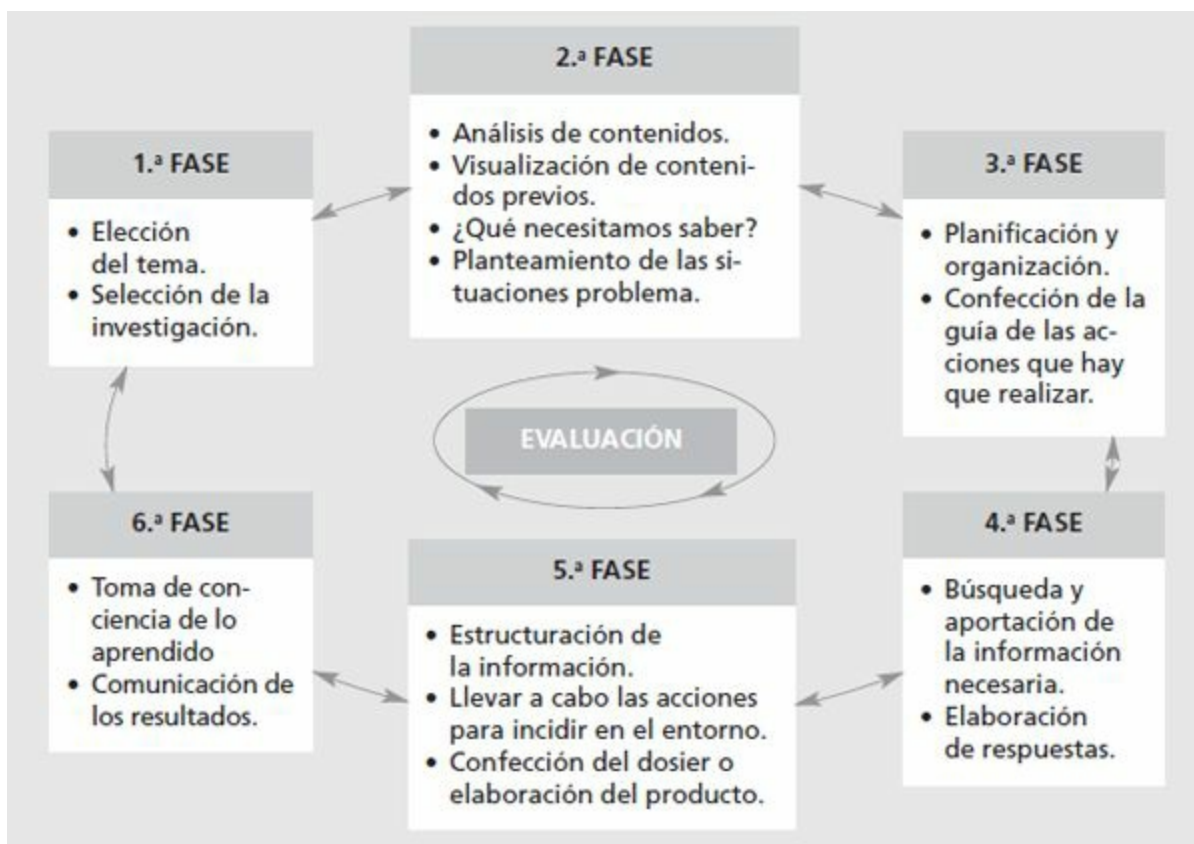 1.ª FASE
• Elección
del tema.
• Selección de la
investigación.
2.ª FASE
• Análisis de contenidos.
• Visualización de conteni-
dos previos.
• ¿Qué necesitamos saber?
• Planteamiento de las si-
tuaciones problema.
3.ª FASE
• Planificación y
organización.
• Confección de la
guía de las ac-
ciones que hay
que realizar.
EVALUACIÓN
4.ª FASE
• Búsqueda y
aportación de
la información
necesaria.
• Elaboración
de respuestas.
5.ª FASE
• Estructuración de
la información.
• Llevar a cabo las acciones
para incidir en el entorno.
• Confección del dosier o
elaboración del producto.
6.ª FASE
• Toma de con-
ciencia de lo
aprendido
• Comunicación de
los resultados.